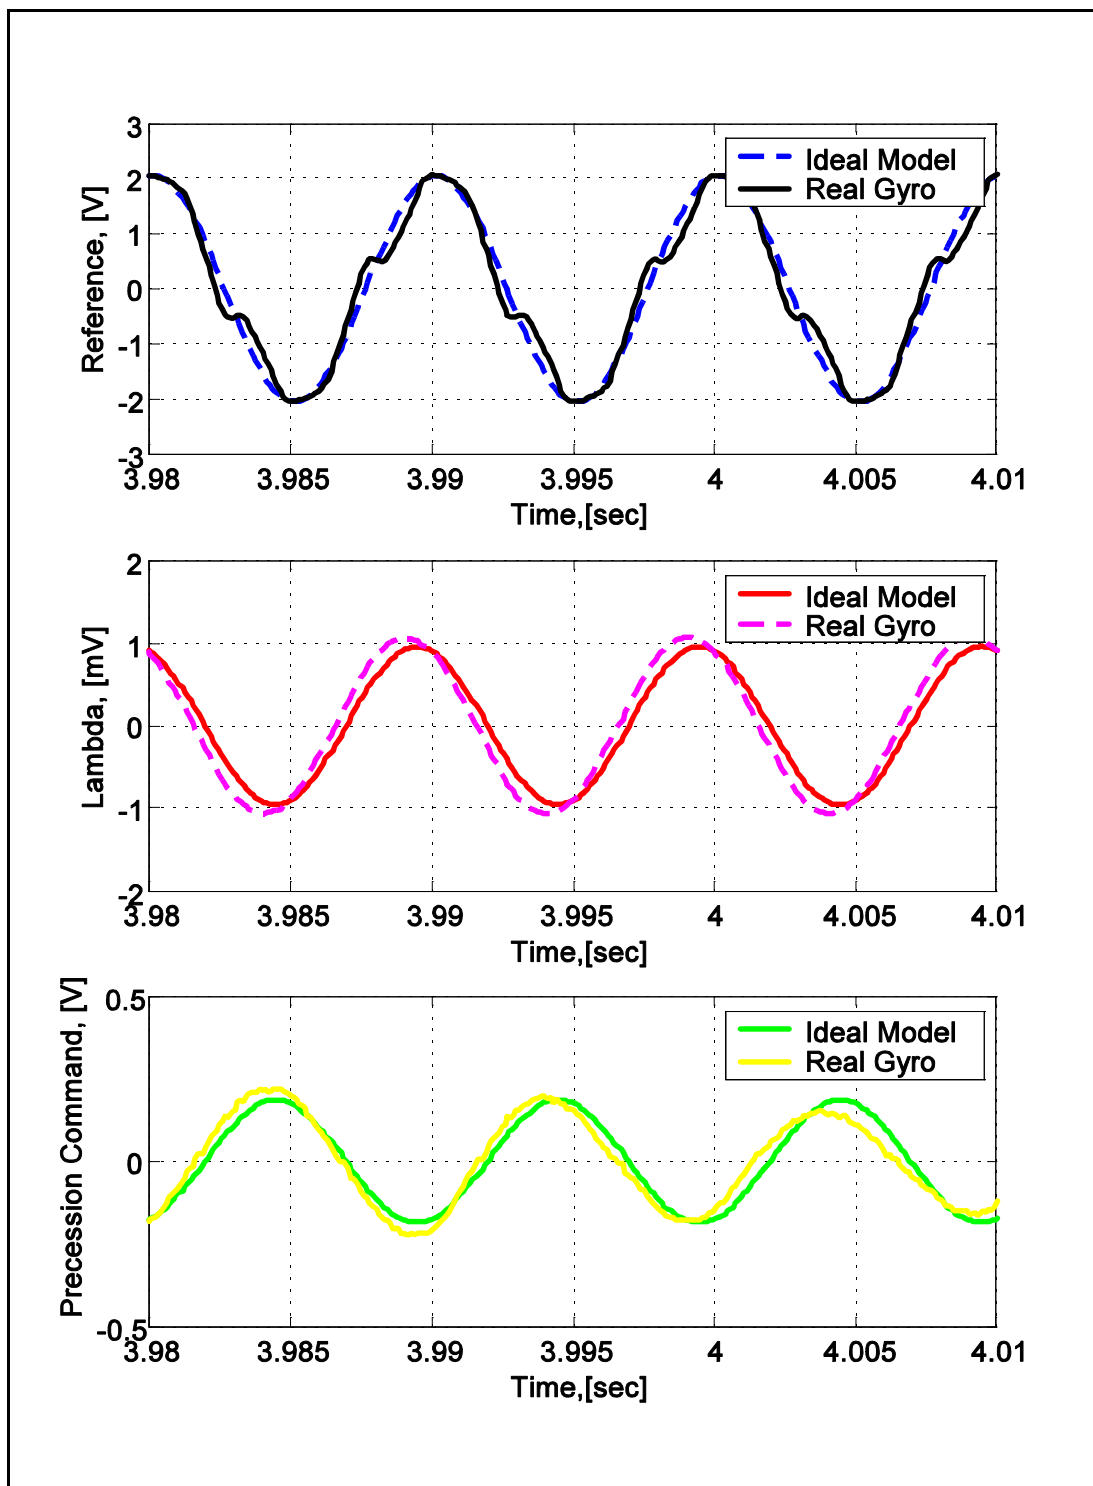 3
2
1
0
-1
-2
-3
Reference, [V]
Ideal Model
Real Gyro
3.98 3.985 3.99 3.995 4 4.005 4.01
Time,[sec]
2
1
0
-1
-2
Lambda, [mV]
Ideal Model
Real Gyro
3.98 3.985 3.99 3.995 4 4.005 4.01
Time,[sec]
0.5
0
-0.5
Precession Command, [V]
Ideal Model
Real Gyro
3.98 3.985 3.99 3.995 4 4.005 4.01
Time,[sec]